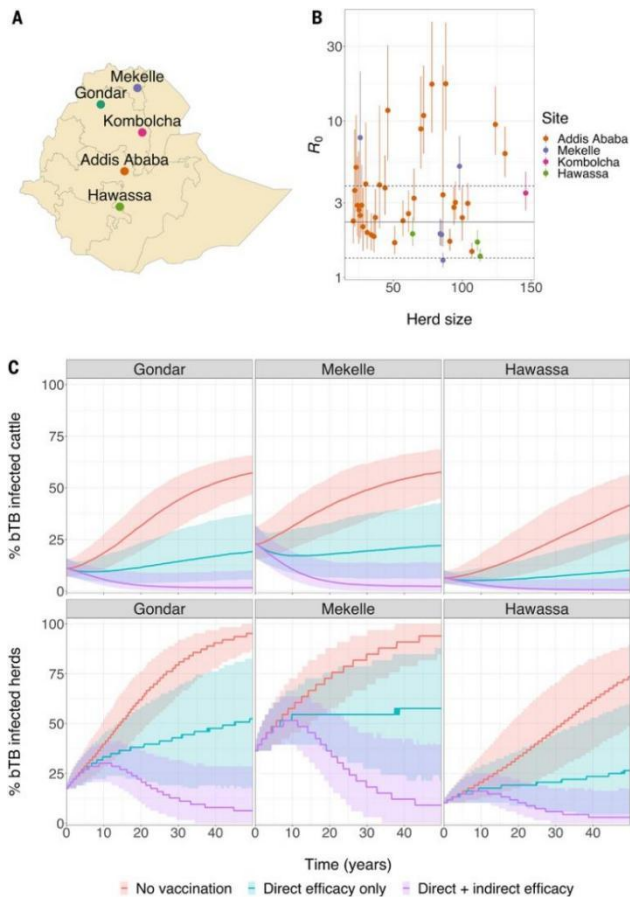 A
Mekelle
Gondar
Kombolcha
Addis Ababa
Hawassa
B
30
10
3
1
R0
50
100
150
Herd size
Site
Addis Ababa
Mekelle
Kombolcha
Hawassa
C
Gondar
Mekelle
Hawassa
% bTB infected cattle
100
75
50
25
0
Gondar
Mekelle
Hawassa
% bTB infected herds
100
75
50
25
0
0 10 20 30 40 0 10 20 30 40 0 10 20 30 40
Time (years)
No vaccination Direct efficacy only Direct + indirect efficacy